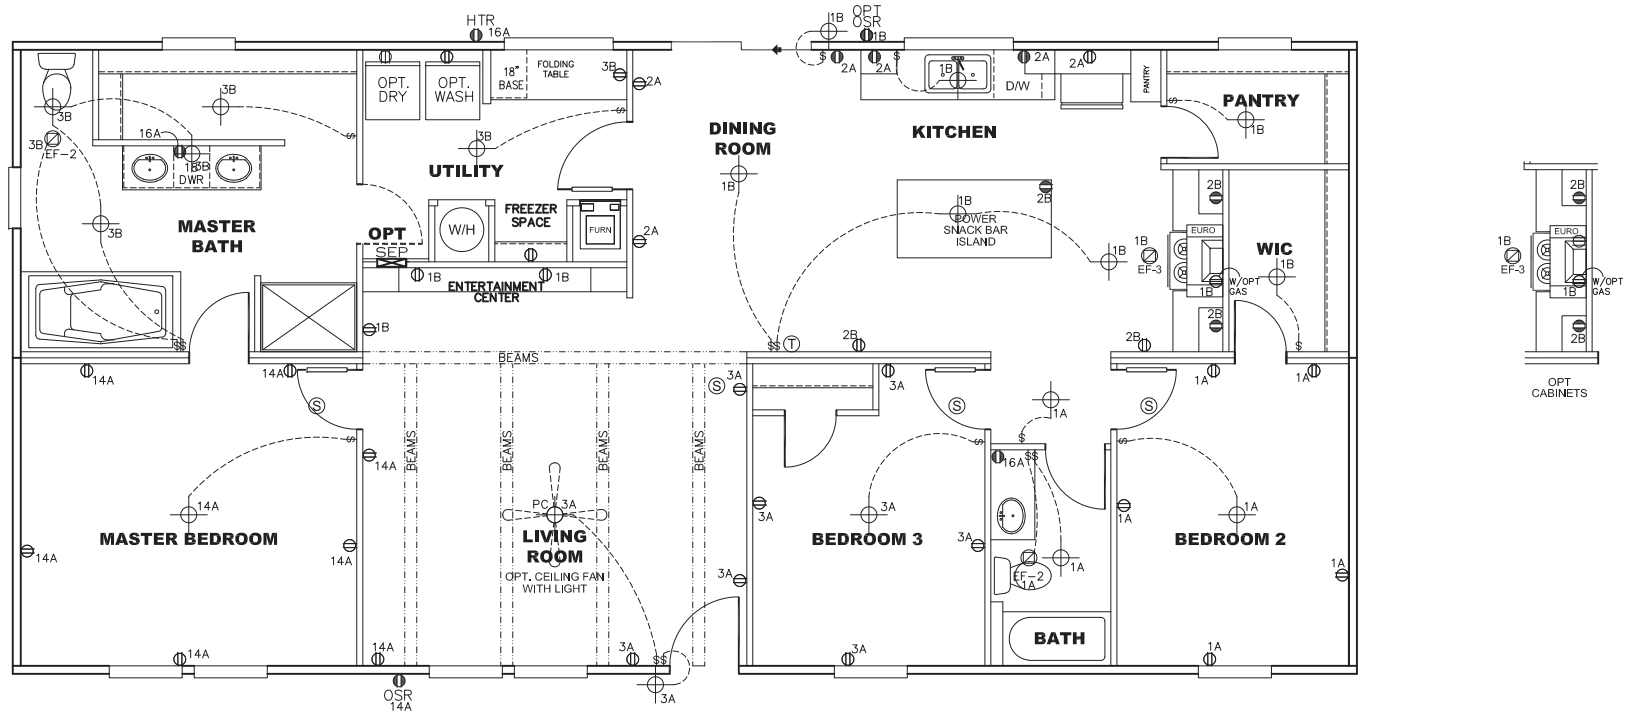 HTR
16A
1B
OPT
OSR
1B
2A
2A
1B
2A
2A
D/W
PANTRY
PANTRY
1B
KITCHEN
DINING
ROOM
1B
3B
EF-2
3B
3B
16A
18"
3B
DWR
3B
MASTER
BATH
OPT.
DRY
OPT.
WASH
18"
BASE
FOLDING
TABLE
3B
2A
S
S
S
S
S
3B
UTILITY
FREEZER
SPACE
W/H
FURN
2A
OPT
SEP
1B
1B
ENTERTAINMENT
CENTER
1B
1B
2B
POWER
SNACK BAR
ISLAND
1B
1B
EF-3
2B
EURO
1B
W/OPT
GAS
2B
WIC
1B
2B
2B
T
SS
SS
S
BEAMS
14A
14A
S
S
14A
MASTER BEDROOM
14A
14A
14A
14A
BEAMS
BEAMS
BEAMS
BEAMS
14A
PC
3A
LIVING
ROOM
OPT. CEILING FAN
WITH LIGHT
3A
S
3A
3A
3A
SS
3A
OSR
14A
3A
S
S
3A
BEDROOM 3
3A
3A
3A
1A
S
16A
SS
EF-2
1A
1A
BATH
S
S
1A
1A
1A
1A
BEDROOM 2
1A
1A
2B
EURO
1B
EF-3
1B
W/OPT
GAS
2B
OPT
CABINETS